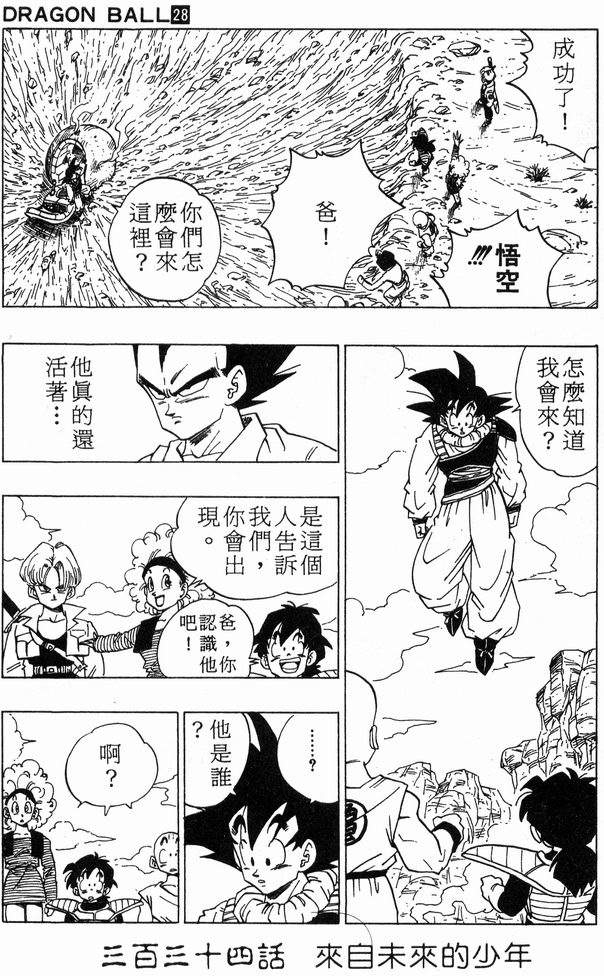 DRAGON BALL 28
成功了！
悟空
!!!
爸！
你們怎
麼會來
這裡？
怎麼知道
我會來？
他眞的還
活著…
是這個
人告訴
我們，
你會出
現。
爸，你
認識他
吧！
……？
他是誰
？
啊？
三百三十四話 來自未來的少年